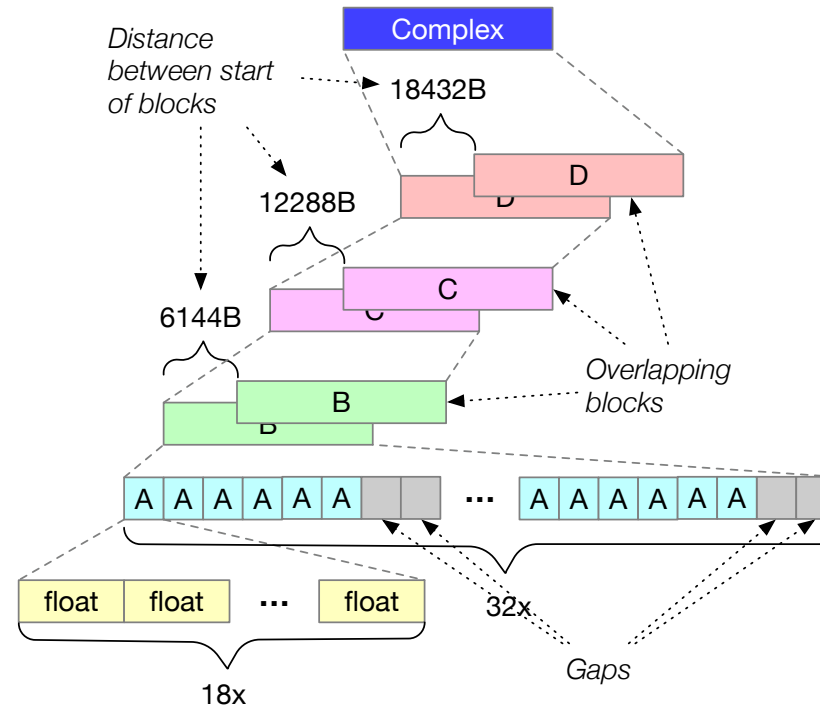 Complex
Distance
between start
of blocks
18432B
D
D
12288B
C
C
6144B
B
B
Overlapping
blocks
A A A A A A ... A A A A A A
float float ... float
32x
18x
Gaps